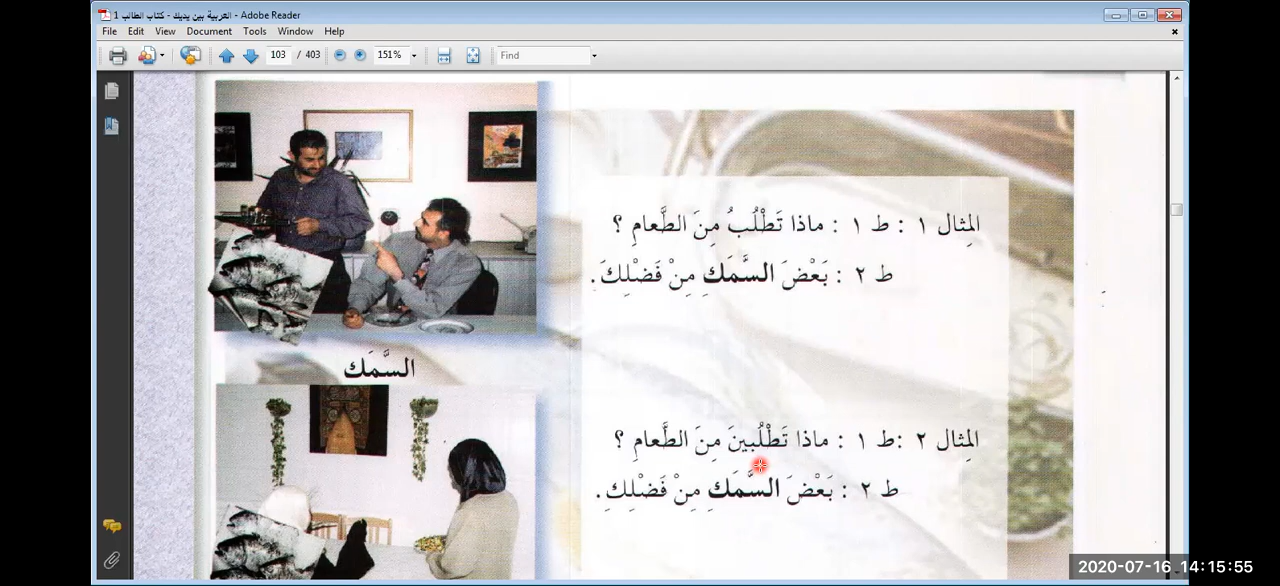 العربية بين يديك - كتاب الطالب 1 - Adobe Reader
File Edit View Document Tools Window Help
103 / 403 151% Find
المِثال ١ : ط ١ : ماذا تَطْلُبُ مِنَ الطَّعامِ ؟
ط ٢ : بَعْضَ السَّمَكِ مِنْ فَضْلِكَ .
السَّمَك
المِثال ٢ : ط ١ : ماذا تَطْلُبينَ مِنَ الطَّعامِ ؟
ط ٢ : بَعْضَ السَّمَكِ مِنْ فَضْلِكِ .
2020-07-16 14:15:55